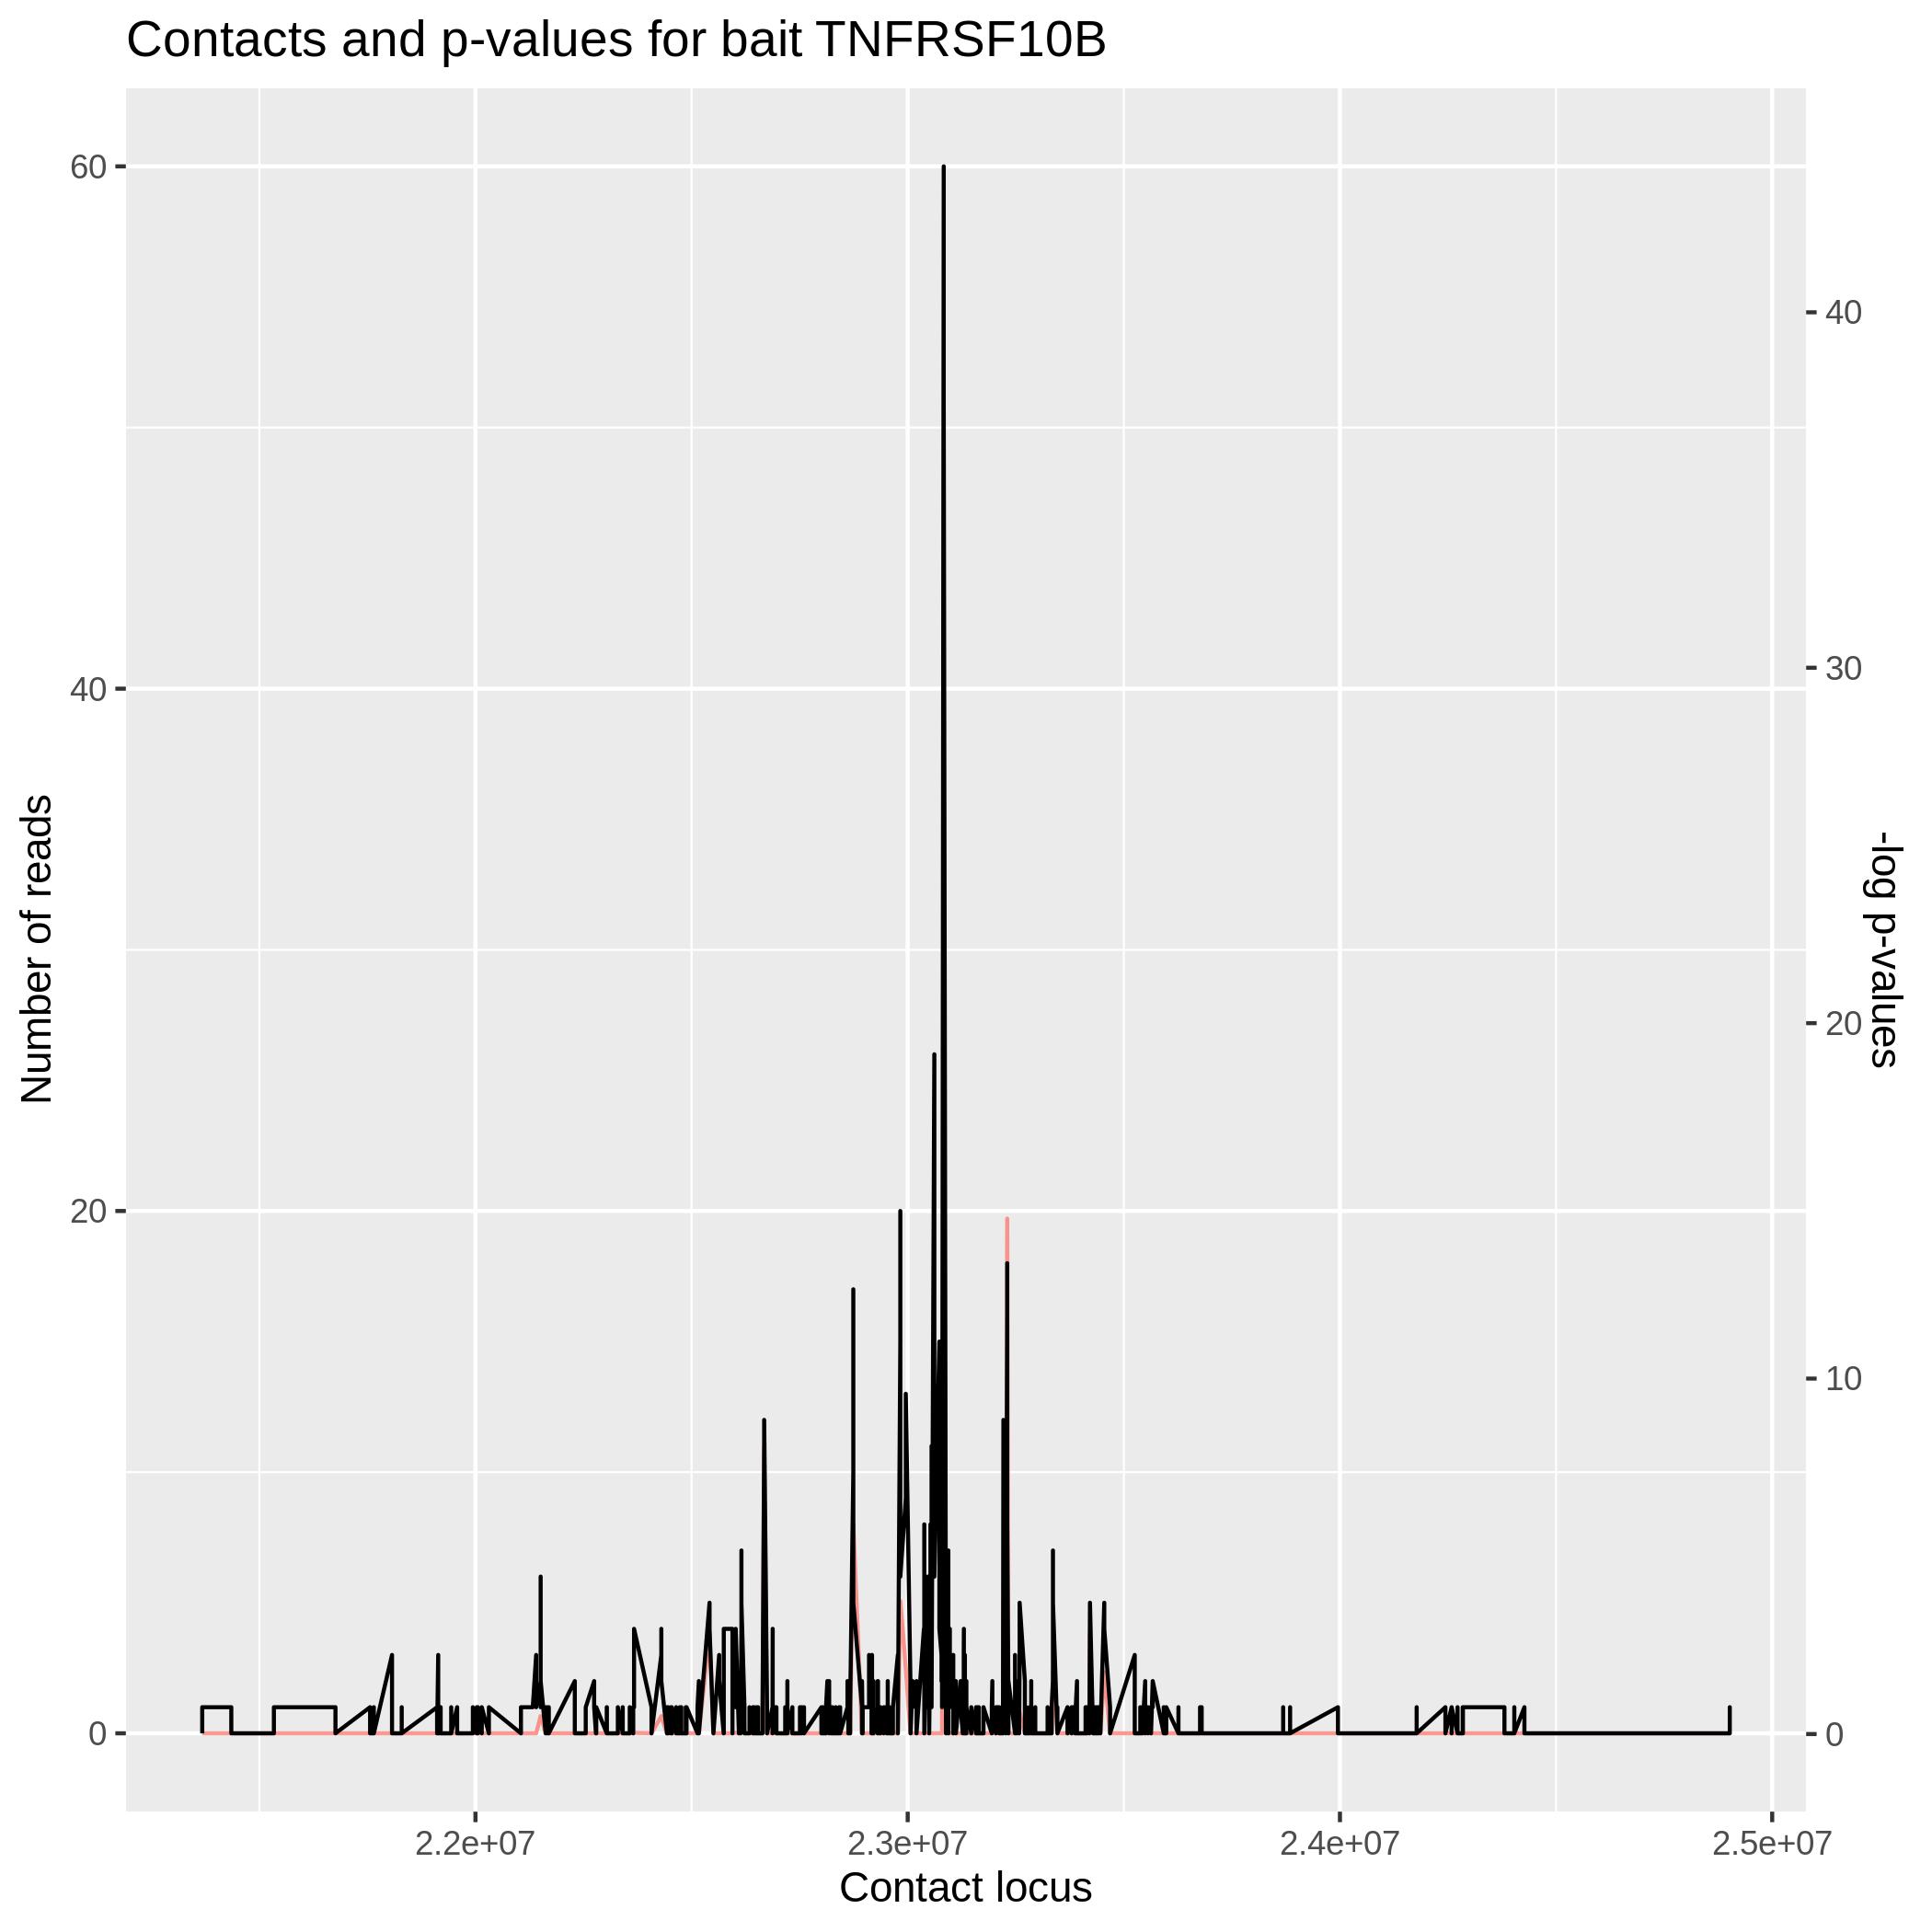 Contacts and p-values for bait TNFRSF10B
60
40
20
0
Number of reads
40
30
20
10
0
-log p-values
2.2e+07
2.3e+07
2.4e+07
2.5e+07
Contact locus